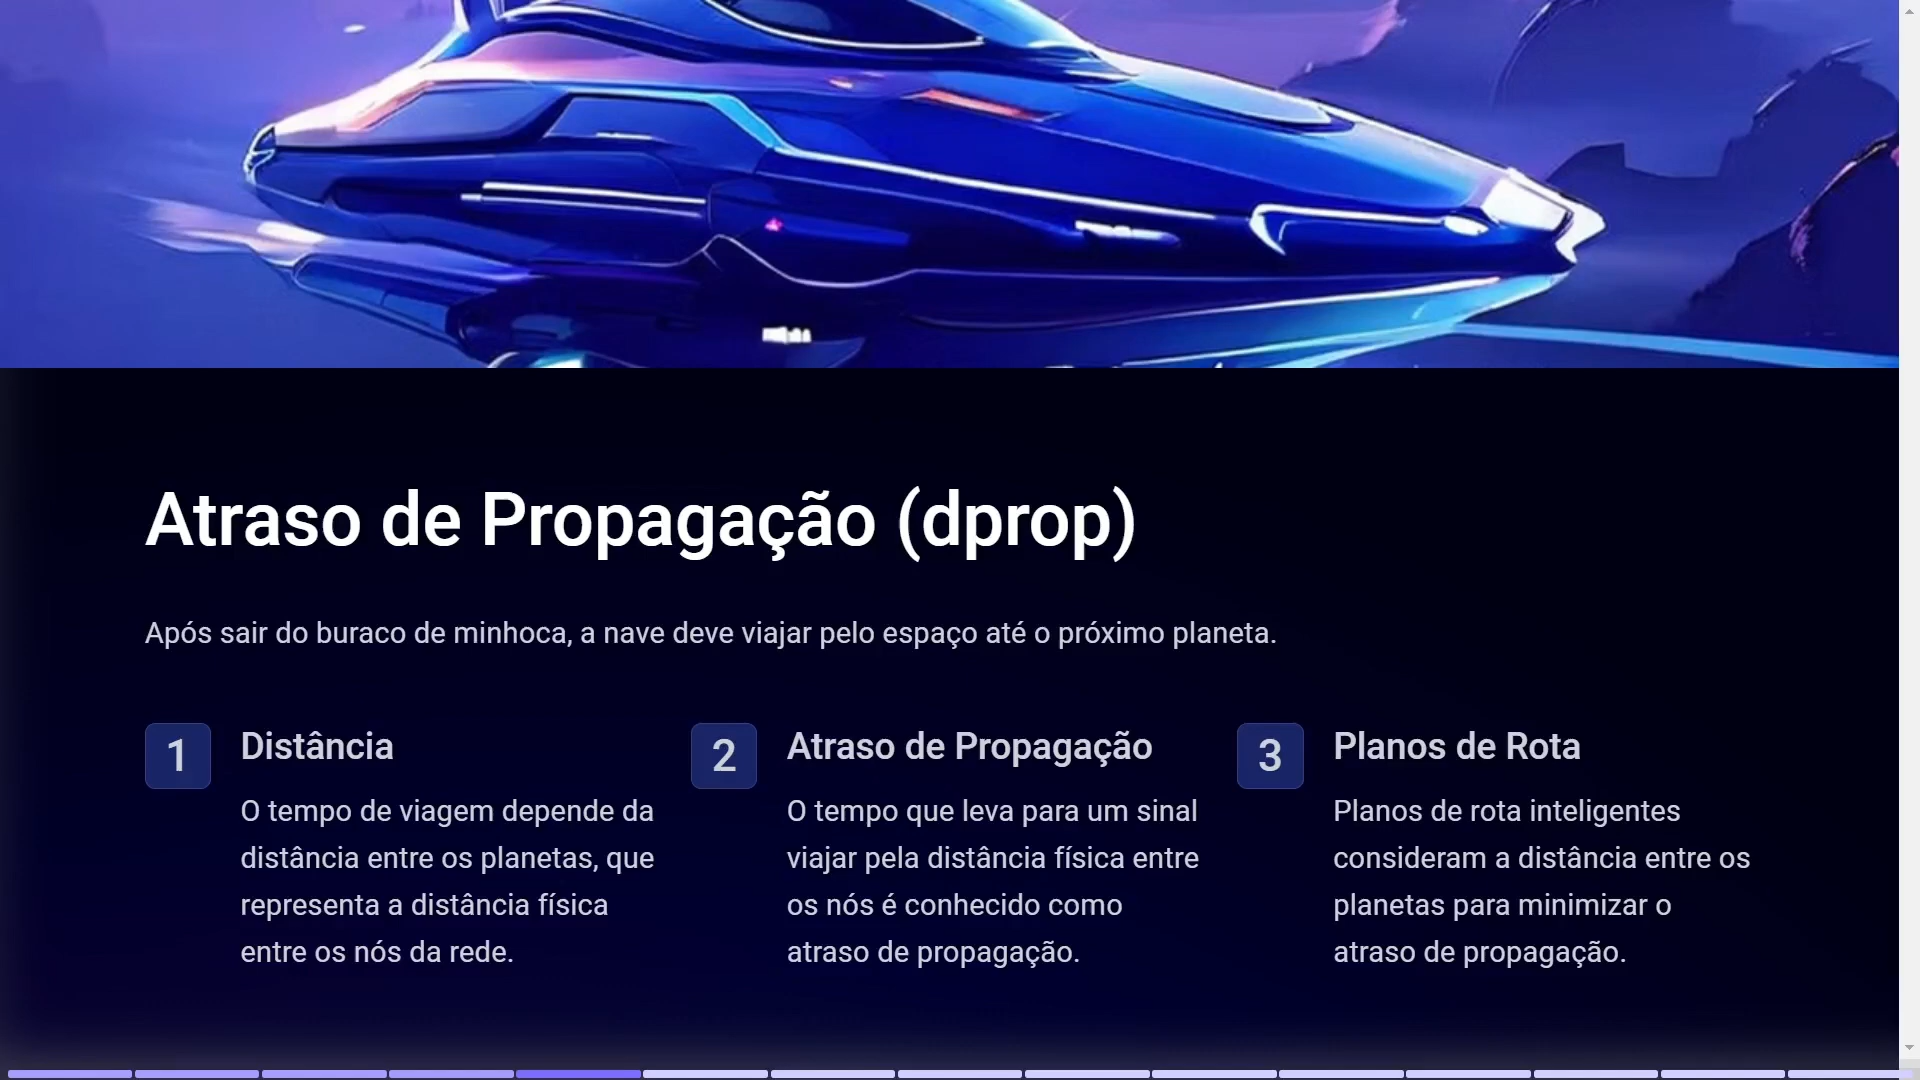 Atraso de Propagação (dprop)
Após sair do buraco de minhoca, a nave deve viajar pelo espaço até o próximo planeta.
1
Distância
O tempo de viagem depende da
distância entre os planetas, que
representa a distância física
entre os nós da rede.
2
Atraso de Propagação
O tempo que leva para um sinal
viajar pela distância física entre
os nós é conhecido como
atraso de propagação.
3
Planos de Rota
Planos de rota inteligentes
consideram a distância entre os
planetas para minimizar o
atraso de propagação.